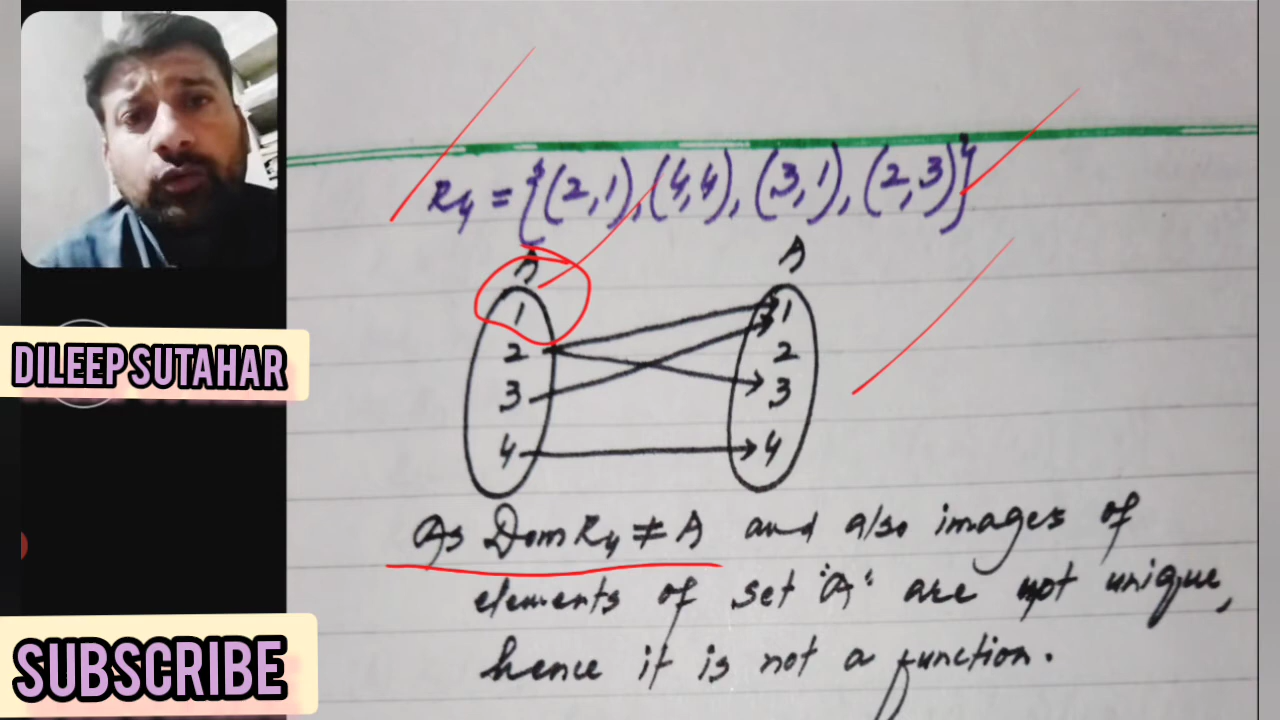 DILEEP SUTAHAR
SUBSCRIBE
R₄ = {(2,1), (4,4), (3,1), (2,3)}
A A
1 1
2 2
3 3
4 4
As Dom R₄ ≠ A and also images of
elements of set "A" are not unique,
hence it is not a function.